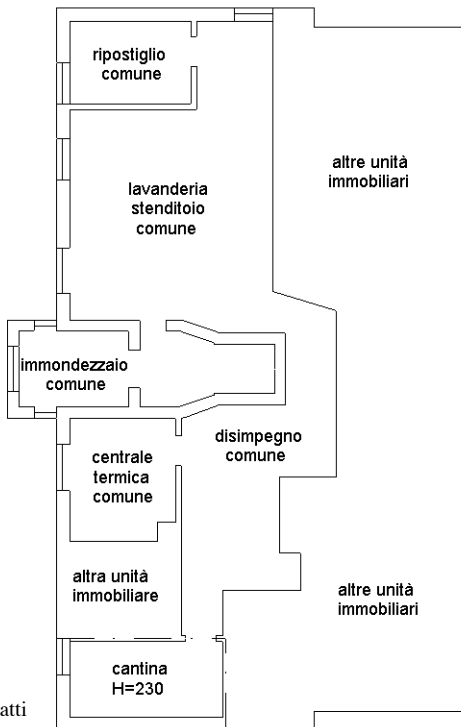 ripostiglio
comune
altre unità
immobiliari
lavanderia
stenditoio
comune
immondezzaio
comune
disimpegno
comune
centrale
termica
comune
altra unità
immobiliare
altre unità
immobiliari
cantina
H=230
atti